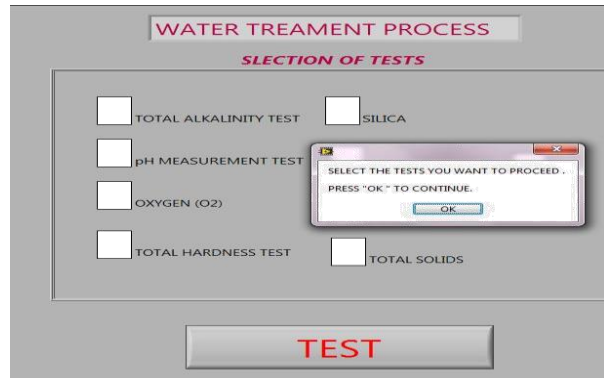 WATER TREAMENT PROCESS
SLECTION OF TESTS
TOTAL ALKALINITY TEST
SILICA
pH MEASUREMENT TEST
SELECT THE TESTS YOU WANT TO PROCEED .
PRESS "OK " TO CONTINUE.
OK
OXYGEN (O2)
TOTAL HARDNESS TEST
TOTAL SOLIDS
TEST